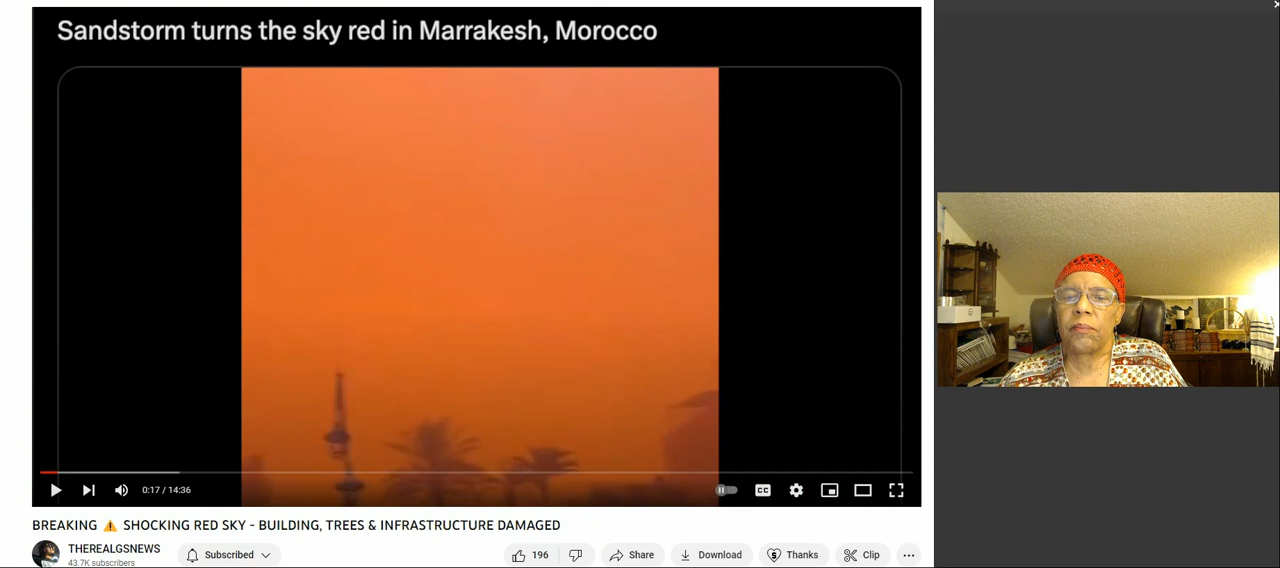 Sandstorm turns the sky red in Marrakesh, Morocco
0:17 / 14:36
CC
BREAKING ⚠ SHOCKING RED SKY - BUILDING, TREES & INFRASTRUCTURE DAMAGED
THEREALGSNEWS
43.7K subscribers
Subscribed
196
Share
Download
Thanks
Clip